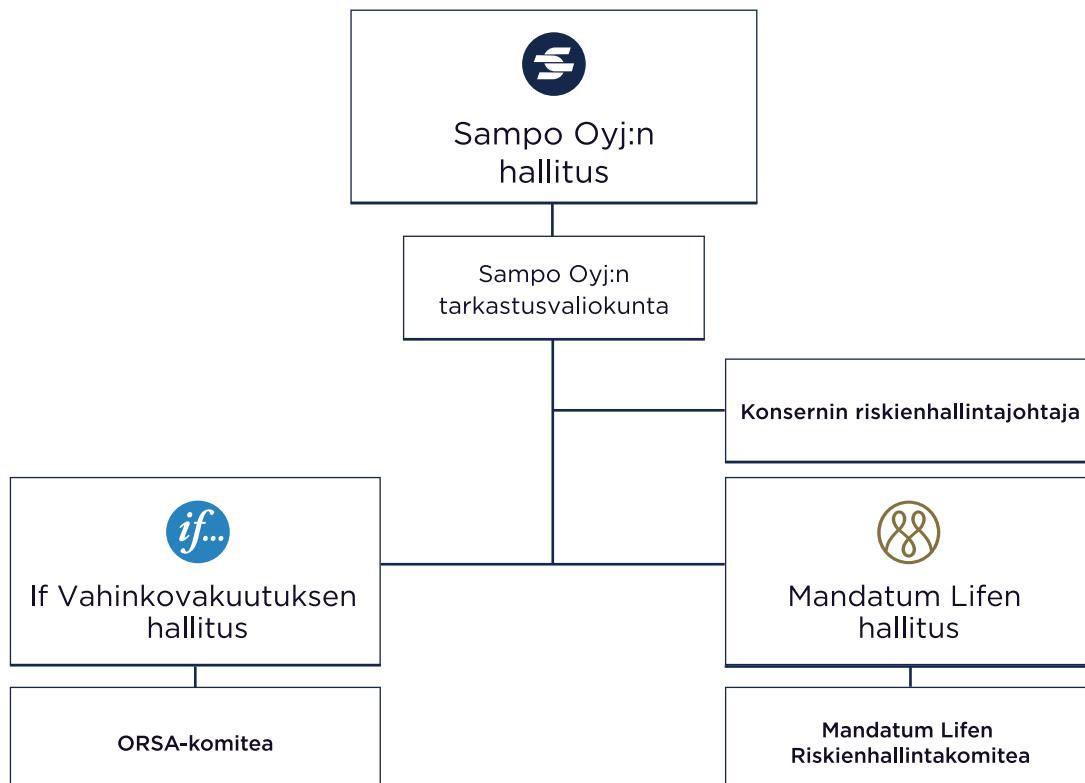 Sampo Oyj:n
hallitus
Sampo Oyj:n
tarkastusvaliokunta
Konsernin riskienhallintajohtaja
if...
If Vahinkovakuutuksen
hallitus
Mandatum Lifen
hallitus
ORSA-komitea
Mandatum Lifen
Riskienhallintakomitea